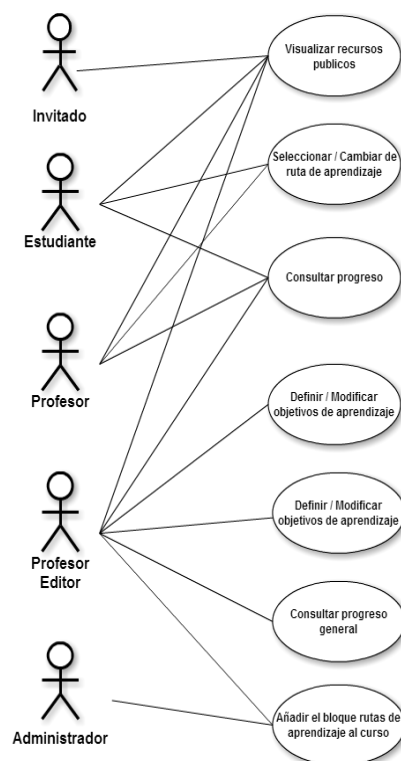 Invitado
Visualizar recursos
publicos
Estudiante
Seleccionar / Cambiar de
ruta de aprendizaje
Consultar progreso
Profesor
Definir / Modificar
objetivos de aprendizaje
Definir / Modificar
objetivos de aprendizaje
Profesor
Editor
Consultar progreso
general
Administrador
Añadir el bloque rutas de
aprendizaje al curso